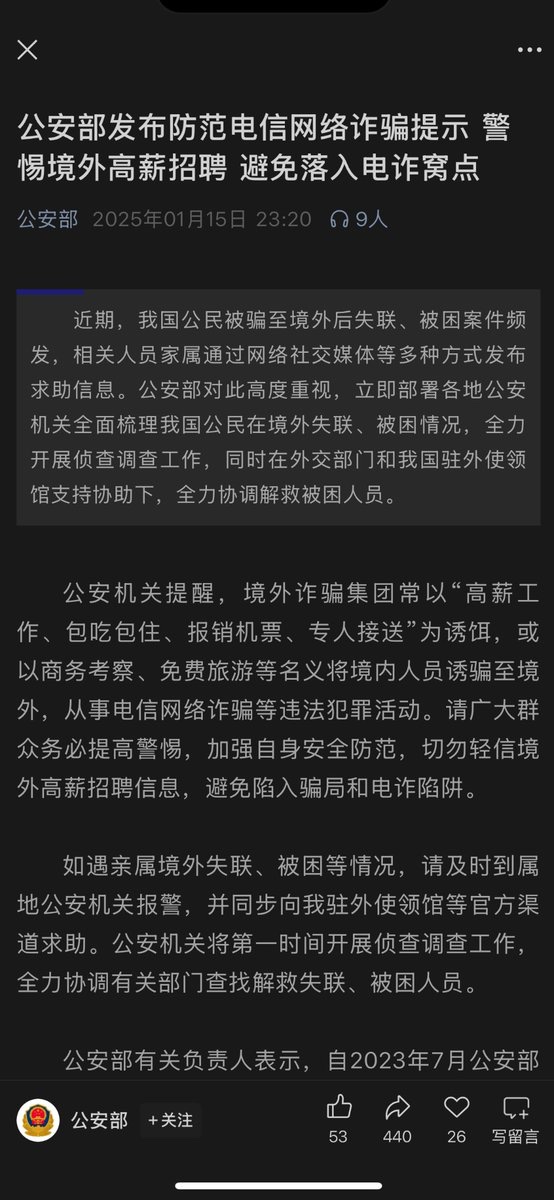 公安部发布防范电信网络诈骗提示 警
惕境外高薪招聘 避免落入电诈窝点
公安部 2025年01月15日 23:20 9人
近期，我国公民被骗至境外后失联、被困案件频
发，相关人员家属通过网络社交媒体等多种方式发布
求助信息。公安部对此高度重视，立即部署各地公安
机关全面梳理我国公民在境外失联、被困情况，全力
开展侦查调查工作，同时在外交部门和我国驻外使领
馆支持协助下，全力协调解救被困人员。
公安机关提醒，境外诈骗集团常以“高薪工
作、包吃包住、报销机票、专人接送”为诱饵，或
以商务考察、免费旅游等名义将境内人员诱骗至境
外，从事电信网络诈骗等违法犯罪活动。请广大群
众务必提高警惕，加强自身安全防范，切勿轻信境
外高薪招聘信息，避免陷入骗局和电诈陷阱。
如遇亲属境外失联、被困等情况，请及时到属
地公安机关报警，并同步向我驻外使领馆等官方渠
道求助。公安机关将第一时间开展侦查调查工作，
全力协调有关部门查找解救失联、被困人员。
公安部有关负责人表示，自2023年7月公安部
公安部 +关注 53 440 26 写留言